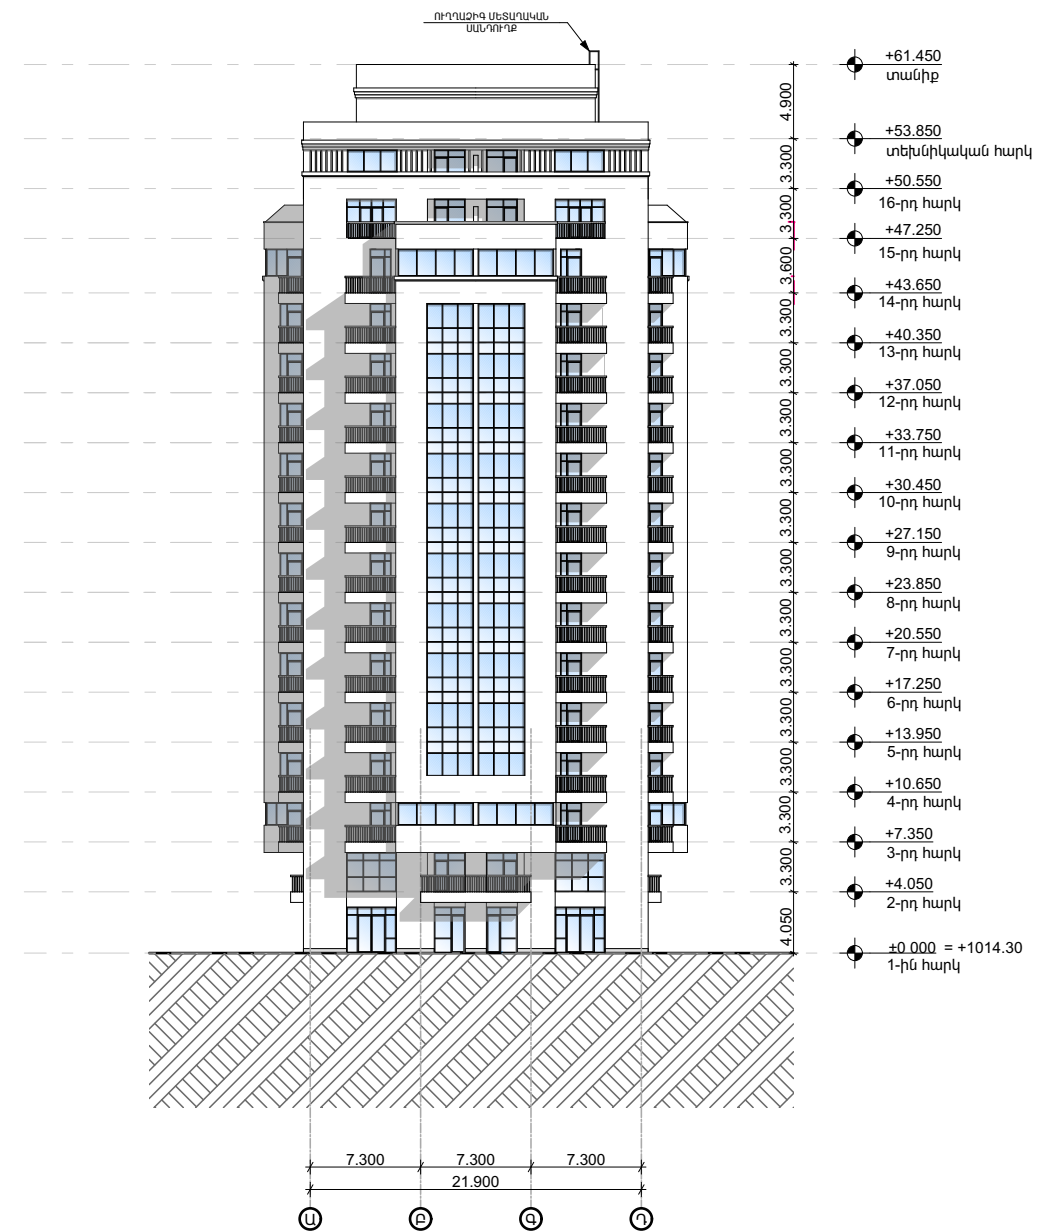 ՈՒՂՂԱՁԻԳ ՄԵՏԱՂԱԿԱՆ
ՍԱՆԴՈՒՂՔ
+61.450
տանիք
4.900
+53.850
տեխնիկական հարկ
3.300
+50.550
16-րդ հարկ
3.300
+47.250
15-րդ հարկ
3.600
+43.650
14-րդ հարկ
3.300
+40.350
13-րդ հարկ
3.300
+37.050
12-րդ հարկ
3.300
+33.750
11-րդ հարկ
3.300
+30.450
10-րդ հարկ
3.300
+27.150
9-րդ հարկ
3.300
+23.850
8-րդ հարկ
3.300
+20.550
7-րդ հարկ
3.300
+17.250
6-րդ հարկ
3.300
+13.950
5-րդ հարկ
3.300
+10.650
4-րդ հարկ
3.300
+7.350
3-րդ հարկ
3.300
+4.050
2-րդ հարկ
4.050
±0 000 = +1014.30
1-ին հարկ
7.300 7.300 7.300
21.900
Ա Բ Գ Դ